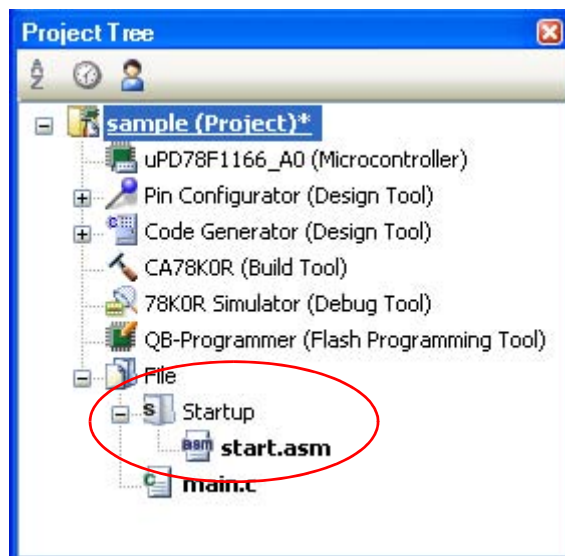 Project Tree
sample (Project)*
uPD78F1166_A0 (Microcontroller)
Pin Configurator (Design Tool)
Code Generator (Design Tool)
CA78K0R (Build Tool)
78K0R Simulator (Debug Tool)
QB-Programmer (Flash Programming Tool)
File
Startup
start.asm
main.c